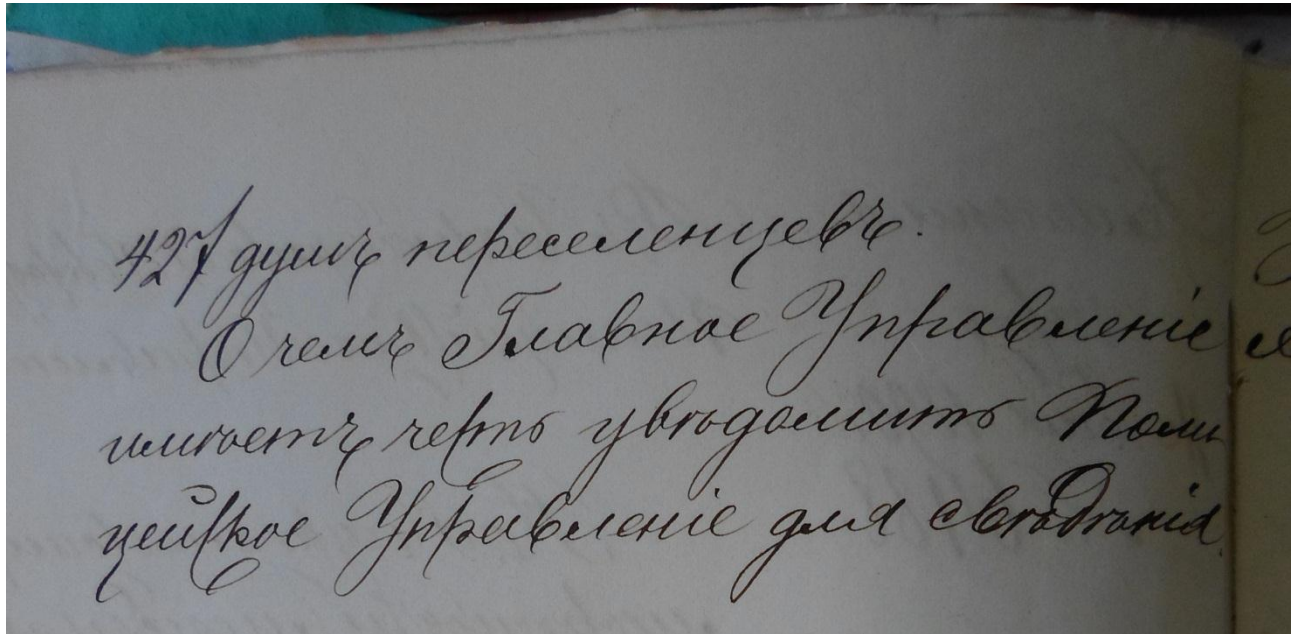 427 душъ переселенцевъ.
О чемъ Главное Управленіе
имѣетъ честь увѣдомить Поли
цейское Управленіе для свѣдѣнія.